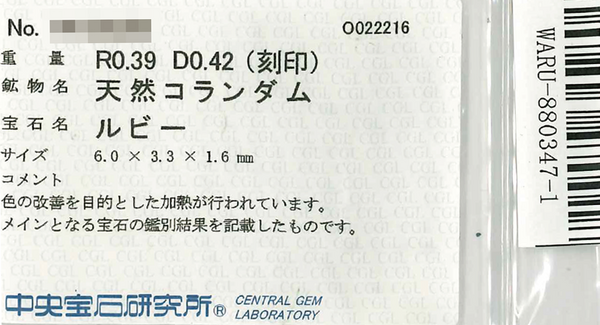 No.
O022216
重量 R0.39 D0.42 (刻印)
鉱物名 天然コランダム
宝石名 ルビー
サイズ 6.0 × 3.3 × 1.6 mm
コメント
色の改善を目的とした加熱が行われています。
メインとなる宝石の鑑別結果を記載したものです。
中央宝石研究所® CENTRAL GEM
LABORATORY
WARU-880347-1